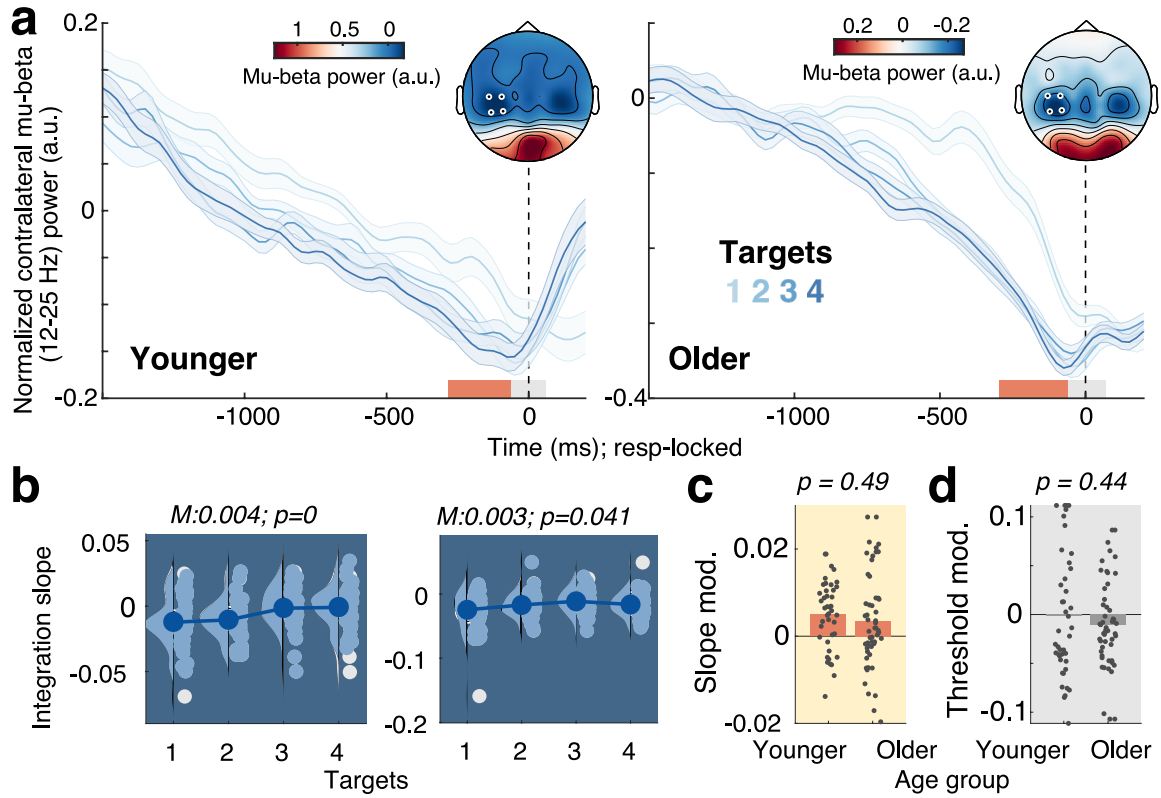 a
0.2
0
-0.2
Normalized contralateral mu-beta
(12-25 Hz) power (a.u.)
1 0.5 0
Mu-beta power (a.u.)
Younger
-1000 -500 0
0
-0.4
0.2 0 -0.2
Mu-beta power (a.u.)
Targets
1 2 3 4
Older
-1000 -500 0
Time (ms); resp-locked
b
M:0.004; p=0
Integration slope
0.05
0
-0.05
1 2 3 4
M:0.003; p=0.041
0
-0.1
-0.2
1 2 3 4
Targets
c
p = 0.49
Slope mod.
0.02
0
-0.02
Younger Older
d
p = 0.44
Threshold mod.
0.1
0
-0.1
Younger Older
Age group